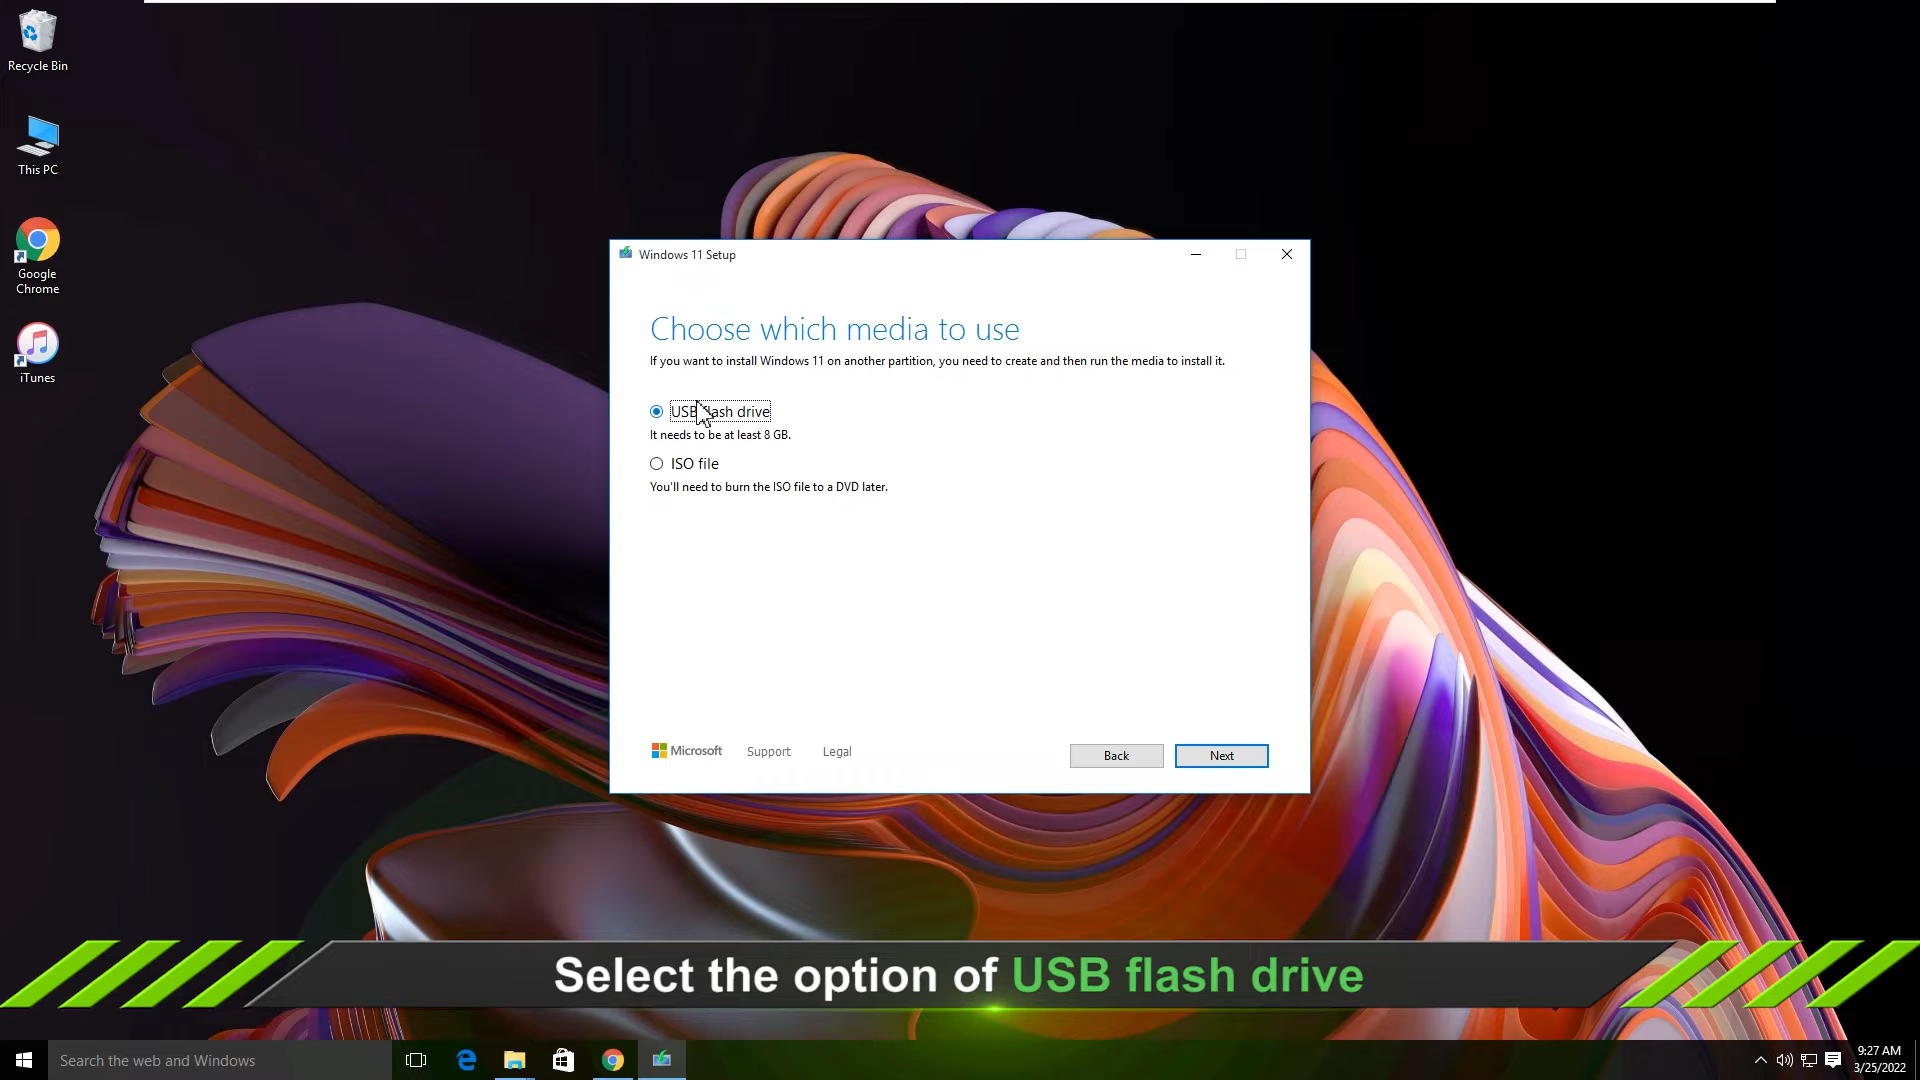 Recycle Bin
This PC
Google
Chrome
iTunes
Windows 11 Setup
Choose which media to use
If you want to install Windows 11 on another partition, you need to create and then run the media to install it.
USB flash drive
It needs to be at least 8 GB.
ISO file
You'll need to burn the ISO file to a DVD later.
Microsoft
Support
Legal
Back
Next
Select the option of USB flash drive
Search the web and Windows
9:27 AM
3/25/2022